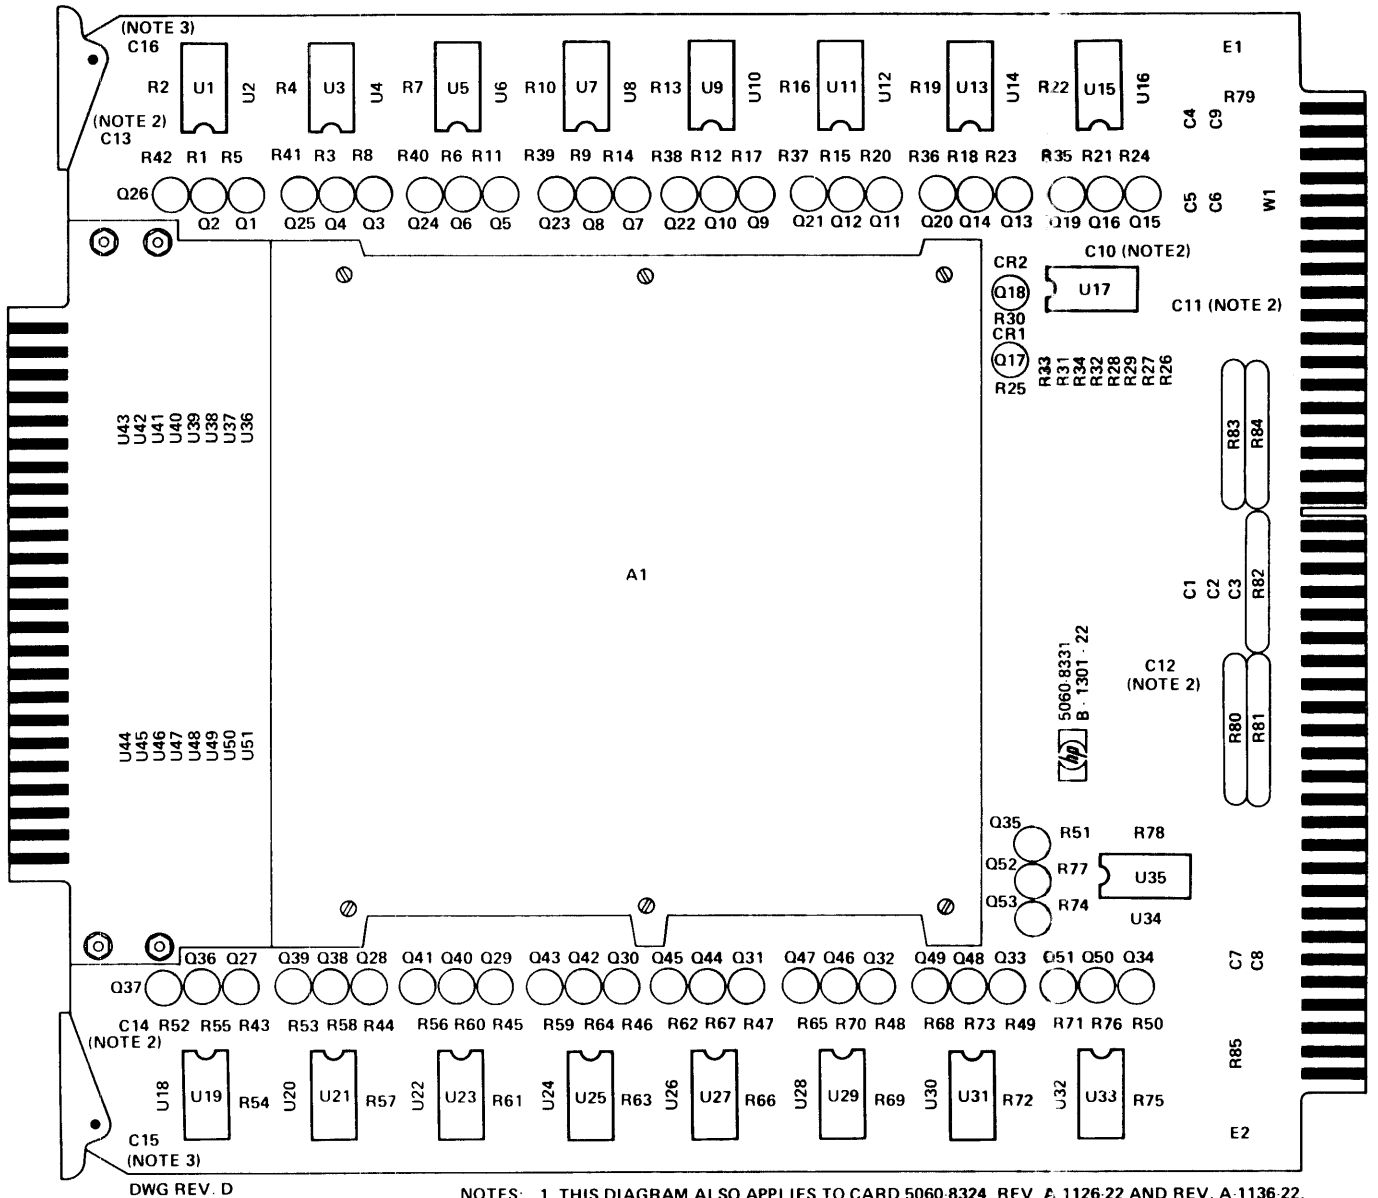 (NOTE 3)
C16
E1
R2 U1 U2 R4 U3 U4 R7 U5 U6 R10 U7 U8 R13 U9 U10 R16 U11 U12 R19 U13 U14 R22 U15 U16
R79
C4 C9
(NOTE 2)
C13
R42 R1 R5 R41 R3 R8 R40 R6 R11 R39 R9 R14 R38 R12 R17 R37 R15 R20 R36 R18 R23 R35 R21 R24
Q26
C5 C6 W1
Q2 Q1 Q25 Q4 Q3 Q24 Q6 Q5 Q23 Q8 Q7 Q22 Q10 Q9 Q21 Q12 Q11 Q20 Q14 Q13 Q19 Q16 Q15
C10 (NOTE2)
CR2
Q18
U17
C11 (NOTE 2)
R30
CR1
Q17
R25
R33 R31 R34 R32 R28 R29 R27 R26
U43 U42 U41 U40 U39 U38 U37 U36
R83 R84
A1
C1 C2 C3 R82
5060-8331
B - 1301 - 22
hp
C12
(NOTE 2)
R80 R81
U44 U45 U46 U47 U48 U49 U50 U51
Q35 R51 R78
Q52 R77 U35
Q53 R74 U34
Q36 Q27 Q39 Q38 Q28 Q41 Q40 Q29 Q43 Q42 Q30 Q45 Q44 Q31 Q47 Q46 Q32 Q49 Q48 Q33 Q51 Q50 Q34
C7 C8
Q37
C14 R52 R55 R43 R53 R58 R44 R56 R60 R45 R59 R64 R46 R62 R67 R47 R65 R70 R48 R68 R73 R49 R71 R76 R50
(NOTE 2)
R85
U18 U19 R54 U20 U21 R57 U22 U23 R61 U24 U25 R63 U26 U27 R66 U28 U29 R69 U30 U31 R72 U32 U33 R75
C15
(NOTE 3)
E2
DWG REV. D
NOTES: 1. THIS DIAGRAM ALSO APPLIES TO CARD 5060-8324, REV. A-1126-22 AND REV. A-1136-22.